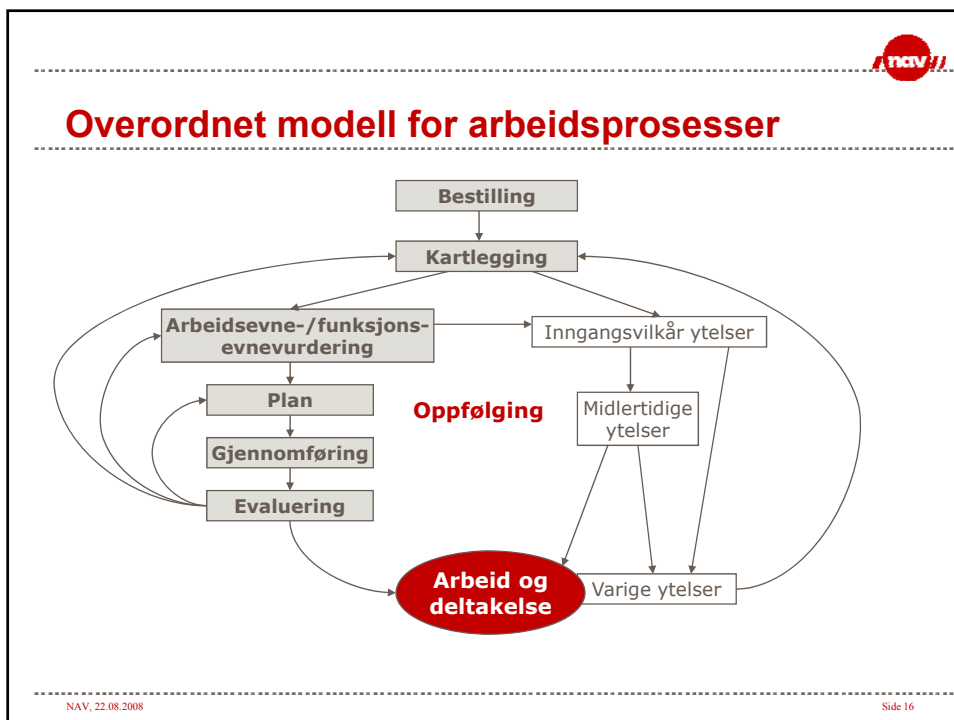 nav
Overordnet modell for arbeidsprosesser
Bestilling
Kartlegging
Arbeidsevne-/funksjons-
evnevurdering
Inngangsvilkår ytelser
Plan
Oppfølging
Midlertidige
ytelser
Gjennomføring
Evaluering
Arbeid og
deltakelse
Varige ytelser
NAV, 22.08.2008
Side 16